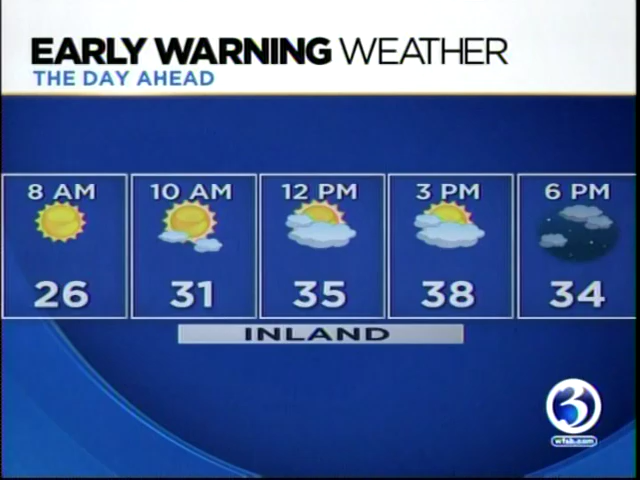 EARLY WARNING WEATHER
THE DAY AHEAD
8 AM 10 AM 12 PM 3 PM 6 PM
26 31 35 38 34
INLAND
3
wfsb.com